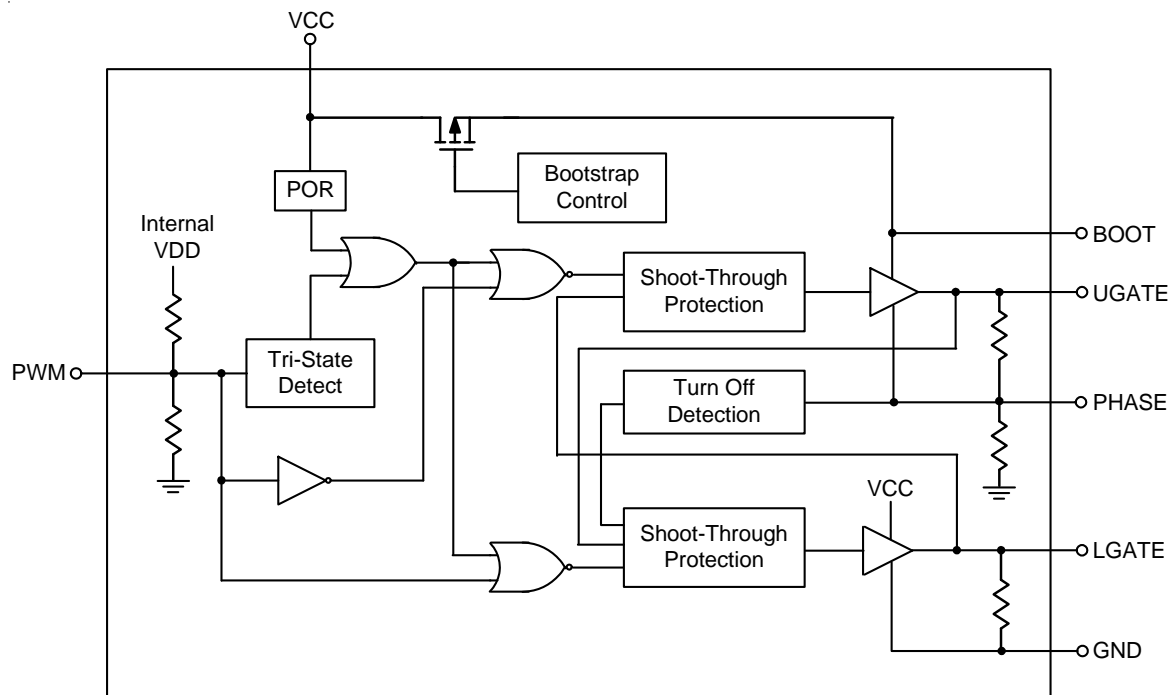 VCC
POR
Bootstrap
Control
Internal
VDD
BOOT
Shoot-Through
Protection
UGATE
PWM
Tri-State
Detect
Turn Off
Detection
PHASE
VCC
Shoot-Through
Protection
LGATE
GND